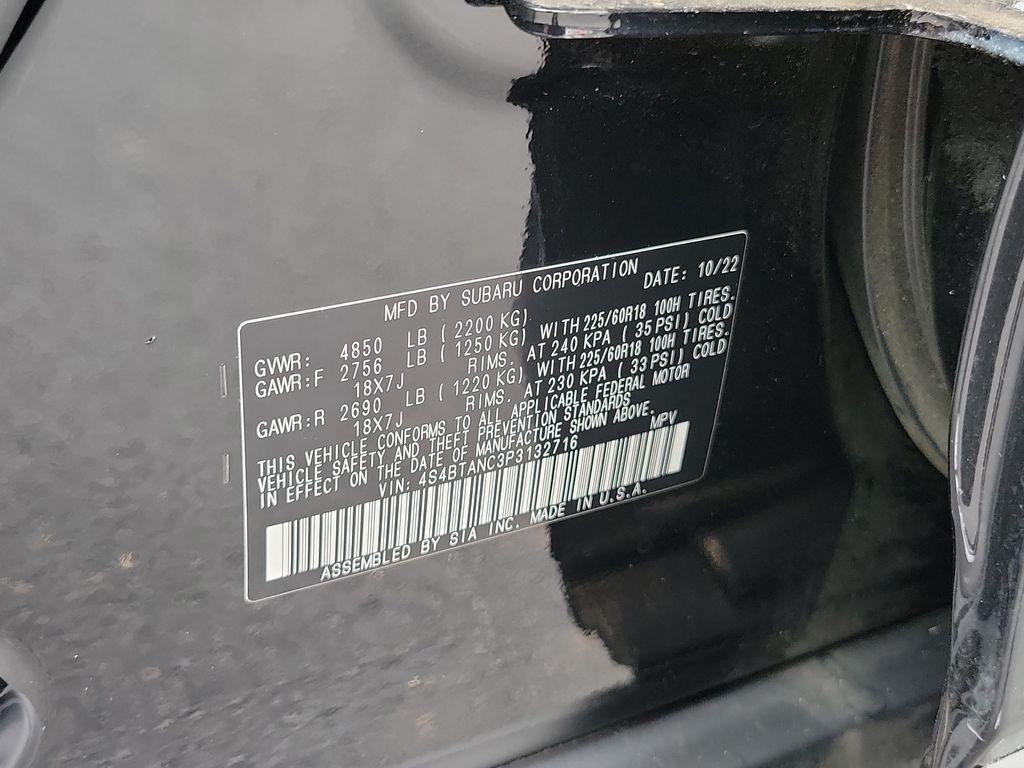 MFD BY SUBARU CORPORATION DATE: 10/22
GVWR: 4850 LB ( 2200 KG)
GAWR:F 2756 LB ( 1250 KG) WITH 225/60R18 100H TIRES.
18X7J RIMS. AT 240 KPA ( 35 PSI) COLD
GAWR:R 2690 LB ( 1220 KG) WITH 225/60R18 100H TIRES.
18X7J RIMS. AT 230 KPA ( 33 PSI) COLD
THIS VEHICLE CONFORMS TO ALL APPLICABLE FEDERAL MOTOR
VEHICLE SAFETY AND THEFT PREVENTION STANDARDS
IN EFFECT ON THE DATE OF MANUFACTURE SHOWN ABOVE.
VIN: 4S4BTANC3P3132716 MPV
ASSEMBLED BY SIA INC. MADE IN U.S.A.